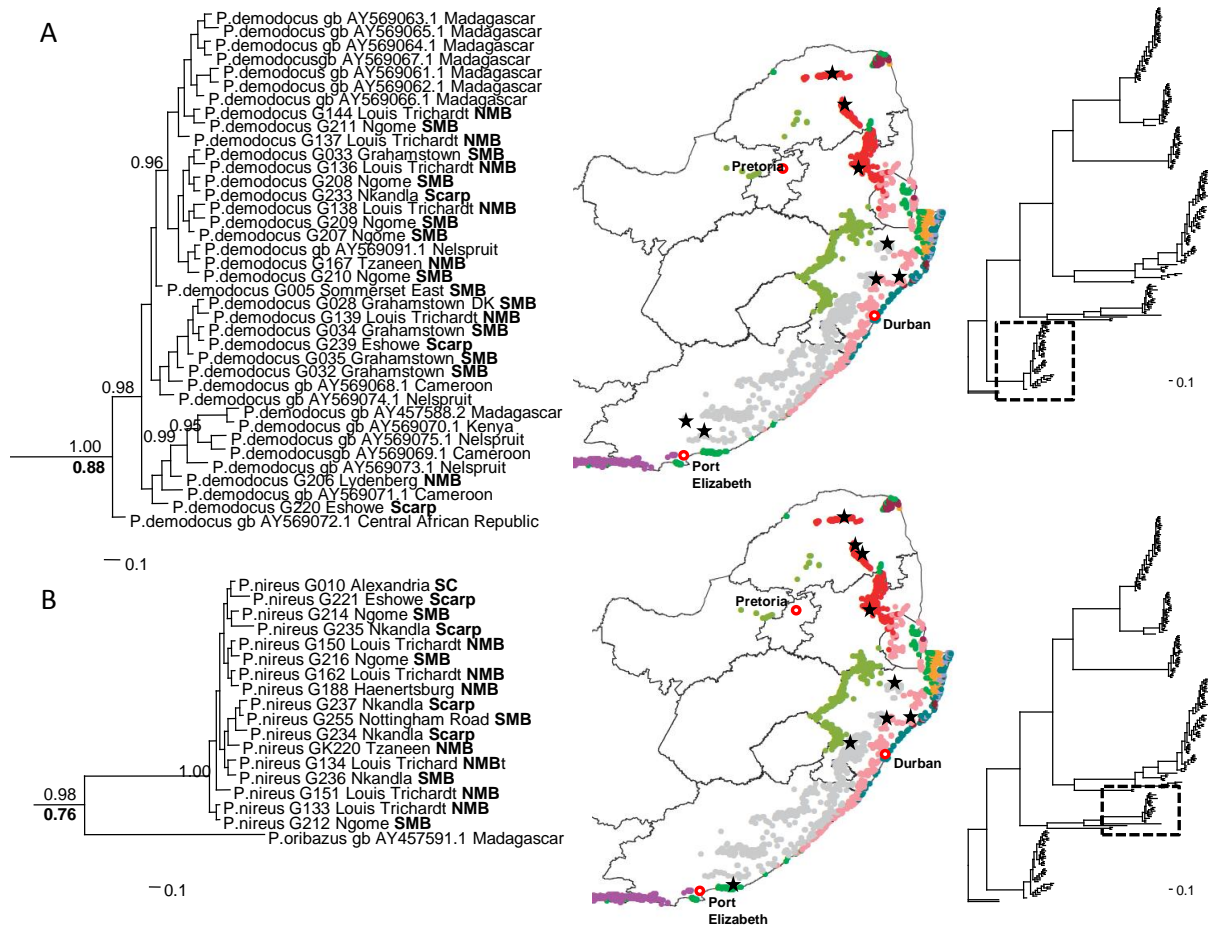 A
P.demodocus gb AY569063.1 Madagascar
P.demodocus gb AY569065.1 Madagascar
P.demodocus gb AY569064.1 Madagascar
P.demodocusgb AY569067.1 Madagascar
P.demodocus gb AY569061.1 Madagascar
P.demodocus gb AY569062.1 Madagascar
P.demodocus gb AY569066.1 Madagascar
P.demodocus G144 Louis Trichardt NMB
P.demodocus G211 Ngome SMB
P.demodocus G137 Louis Trichardt NMB
P.demodocus G033 Grahamstown SMB
0.96
P.demodocus G136 Louis Trichardt NMB
P.demodocus G208 Ngome SMB
P.demodocus G233 Nkandla Scarp
P.demodocus G138 Louis Trichardt NMB
P.demodocus G209 Ngome SMB
P.demodocus G207 Ngome SMB
P.demodocus gb AY569091.1 Nelspruit
P.demodocus G167 Tzaneen NMB
P.demodocus G210 Ngome SMB
P.demodocus G005 Sommerset East SMB
P.demodocus G028 Grahamstown DK SMB
P.demodocus G139 Louis Trichardt NMB
P.demodocus G034 Grahamstown SMB
P.demodocus G239 Eshowe Scarp
P.demodocus G035 Grahamstown SMB
P.demodocus G032 Grahamstown SMB
P.demodocus gb AY569068.1 Cameroon
0.98
P.demodocus gb AY569074.1 Nelspruit
P.demodocus gb AY457588.2 Madagascar
P.demodocus gb AY569070.1 Kenya
0.95
0.99
P.demodocus gb AY569075.1 Nelspruit
P.demodocusgb AY569069.1 Cameroon
1.00
0.88
P.demodocus gb AY569073.1 Nelspruit
P.demodocus G206 Lydenberg NMB
P.demodocus gb AY569071.1 Cameroon
P.demodocus G220 Eshowe Scarp
P.demodocus gb AY569072.1 Central African Republic
0.1
Pretoria
Durban
Port
Elizabeth
0.1
B
P.nireus G010 Alexandria SC
P.nireus G221 Eshowe Scarp
P.nireus G214 Ngome SMB
P.nireus G235 Nkandla Scarp
P.nireus G150 Louis Trichardt NMB
P.nireus G216 Ngome SMB
P.nireus G162 Louis Trichardt NMB
P.nireus G188 Haenertsburg NMB
P.nireus G237 Nkandla Scarp
P.nireus G255 Nottingham Road SMB
P.nireus G234 Nkandla Scarp
P.nireus GK220 Tzaneen NMB
P.nireus G134 Louis Trichard NMBt
1.00
P.nireus G236 Nkandla SMB
P.nireus G151 Louis Trichardt NMB
0.98
0.76
P.nireus G133 Louis Trichardt NMB
P.nireus G212 Ngome SMB
P.oribazus gb AY457591.1 Madagascar
0.1
Pretoria
Durban
Port
Elizabeth
0.1